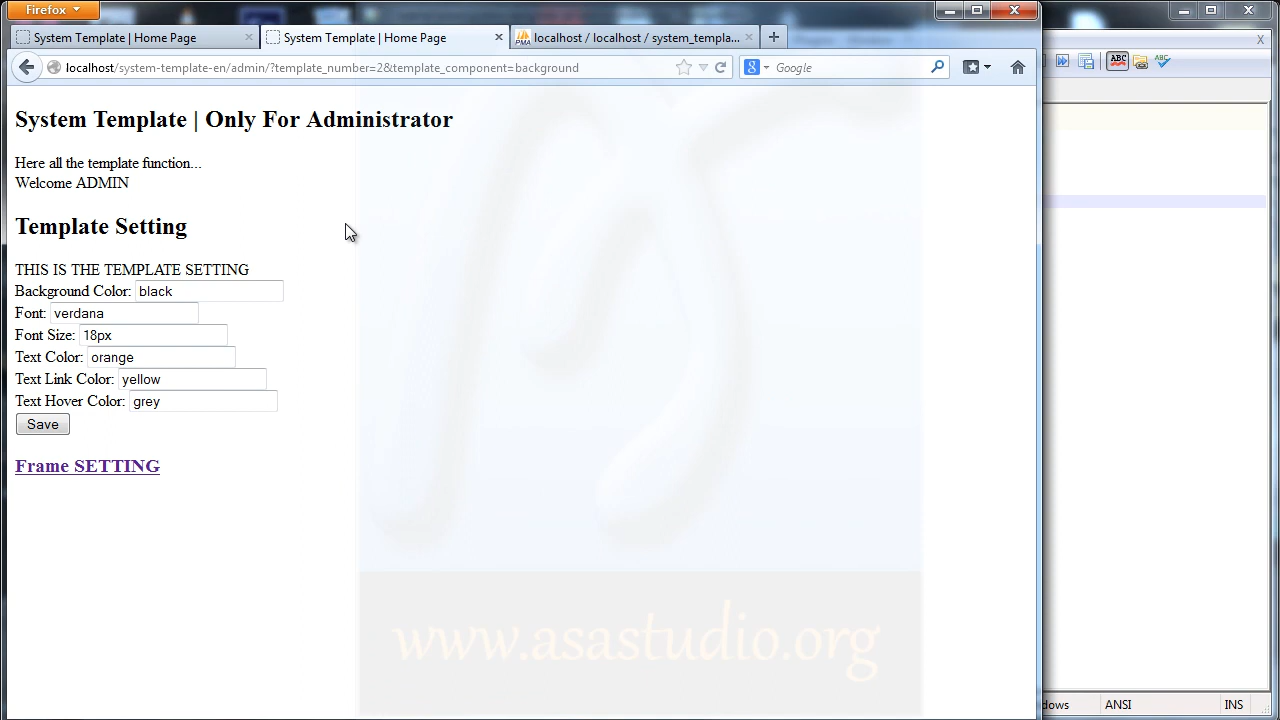 Firefox
System Template | Home Page
System Template | Home Page
localhost / localhost / system_templa...
localhost/system-template-en/admin/?template_number=2&template_component=background
Google
System Template | Only For Administrator
Here all the template function...
Welcome ADMIN
Template Setting
THIS IS THE TEMPLATE SETTING
Background Color: black
Font: verdana
Font Size: 18px
Text Color: orange
Text Link Color: yellow
Text Hover Color: grey
Save
Frame SETTING
www.asastudio.org
dows ANSI INS